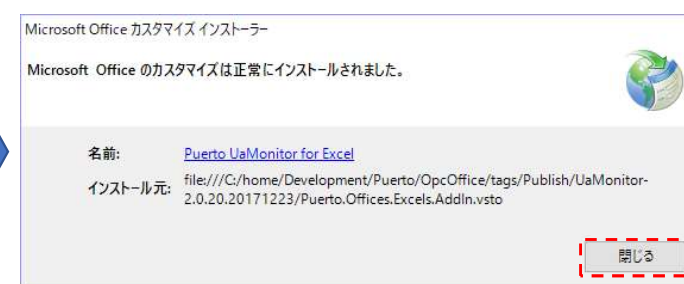 Microsoft Office カスタマイズ インストーラー
Microsoft Office のカスタマイズは正常にインストールされました。
名前: Puerto UaMonitor for Excel
インストール元: file:///C:/home/Development/Puerto/OpcOffice/tags/Publish/UaMonitor-
2.0.20.20171223/Puerto.Offices.Excels.AddIn.vsto
閉じる